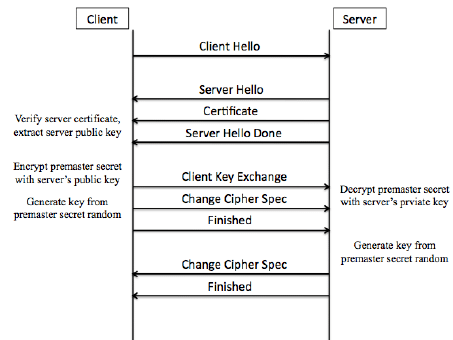 Client
Server
Client Hello
Server Hello
Certificate
Verify server certificate,
extract server public key
Server Hello Done
Encrypt premaster secret
with server's public key
Client Key Exchange
Decrypt premaster secret
with server's prviate key
Generate key from
premaster secret random
Change Cipher Spec
Finished
Generate key from
premaster secret random
Change Cipher Spec
Finished